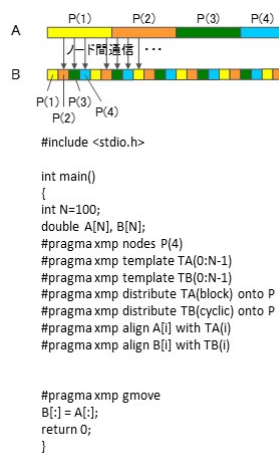 P(1) P(2) P(3) P(4)
A
ノード間通信 ・・・
B
P(1) P(3) P(4)
P(2)
#include <stdio.h>
int main()
{
int N=100;
double A[N], B[N];
#pragma xmp nodes P(4)
#pragma xmp template TA(0:N-1)
#pragma xmp template TB(0:N-1)
#pragma xmp distribute TA(block) onto P
#pragma xmp distribute TB(cyclic) onto P
#pragma xmp align A[i] with TA(i)
#pragma xmp align B[i] with TB(i)
#pragma xmp gmove
B[:] = A[:];
return 0;
}